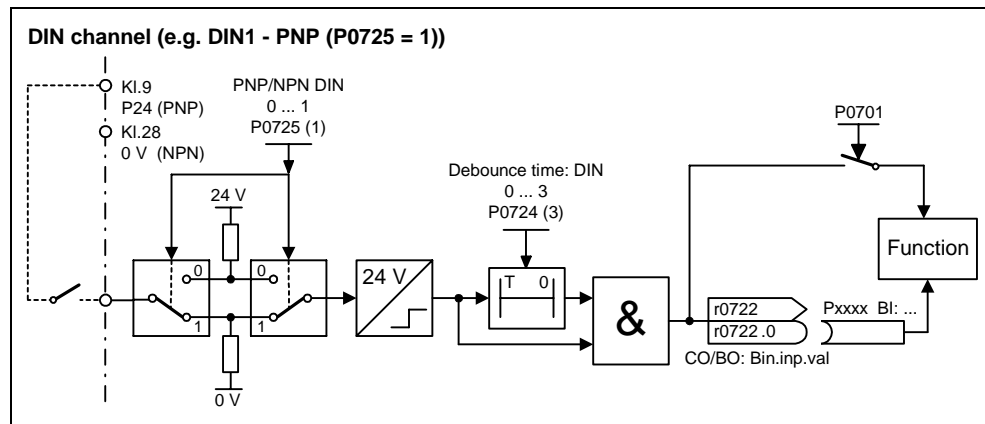 DIN channel (e.g. DIN1 - PNP (P0725 = 1))
Kl.9
P24 (PNP)
Kl.28
0 V (NPN)
PNP/NPN DIN
0 ... 1
P0725 (1)
P0701
Debounce time: DIN
0 ... 3
P0724 (3)
24 V
0
0
1
1
0 V
24 V
T 0
&
r0722
r0722 .0
CO/BO: Bin.inp.val
Pxxxx BI: ...
Function